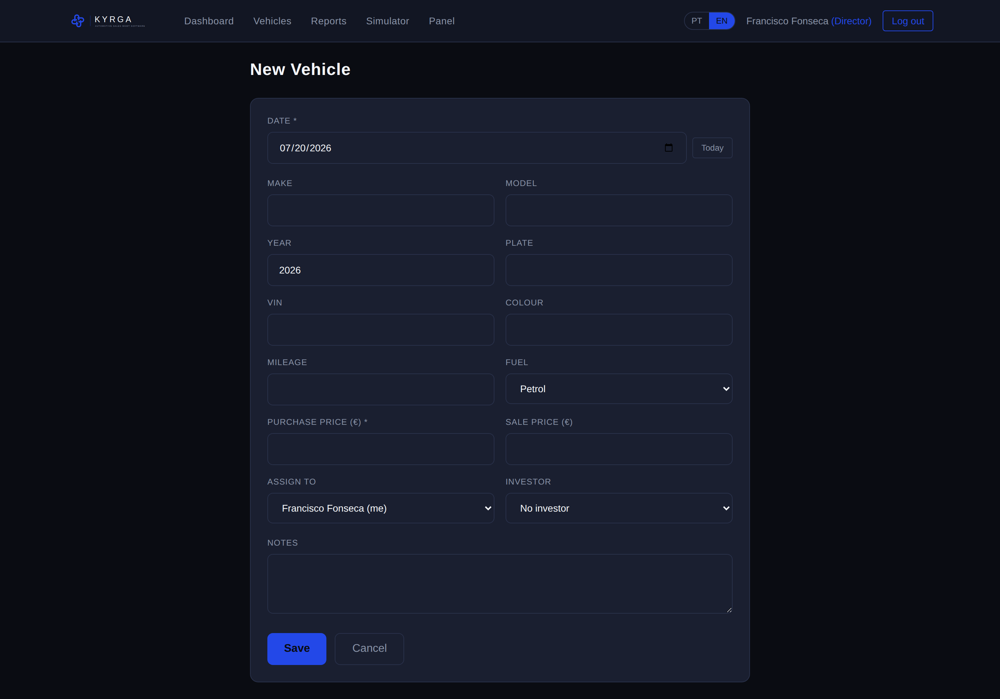 KYRGA
AUTOMOTIVE SALES MGMT SOFTWARE
Dashboard Vehicles Reports Simulator Panel
PT EN Francisco Fonseca (Director) Log out
New Vehicle
DATE *
07/20/2026
Today
MAKE
MODEL
YEAR
2026
PLATE
VIN
COLOUR
MILEAGE
FUEL
Petrol
PURCHASE PRICE (€) *
SALE PRICE (€)
ASSIGN TO
Francisco Fonseca (me)
INVESTOR
No investor
NOTES
Save Cancel